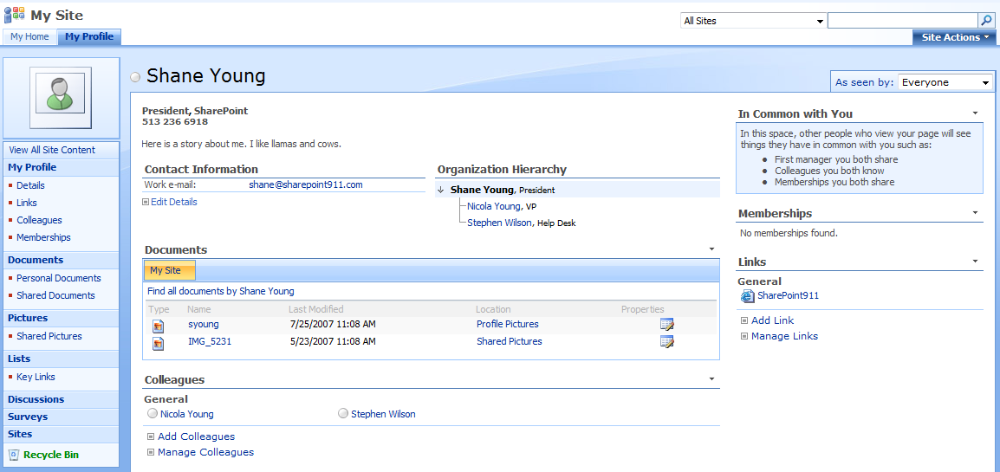 My Site
All Sites
My Home My Profile
Site Actions
Shane Young
As seen by: Everyone
View All Site Content
My Profile
Details
Links
Colleagues
Memberships
Documents
Personal Documents
Shared Documents
Pictures
Shared Pictures
Lists
Key Links
Discussions
Surveys
Sites
Recycle Bin
President, SharePoint
513 236 6918
Here is a story about me. I like llamas and cows.
Contact Information
Work e-mail: shane@sharepoint911.com
Edit Details
Organization Hierarchy
Shane Young, President
Nicola Young, VP
Stephen Wilson, Help Desk
Documents
My Site
Find all documents by Shane Young
Type Name Last Modified Location Properties
syoung 7/25/2007 11:08 AM Profile Pictures
IMG_5231 5/23/2007 11:08 AM Shared Pictures
Colleagues
General
Nicola Young Stephen Wilson
Add Colleagues
Manage Colleagues
In Common with You
In this space, other people who view your page will see
things they have in common with you such as:
First manager you both share
Colleagues you both know
Memberships you both share
Memberships
No memberships found.
Links
General
SharePoint911
Add Link
Manage Links